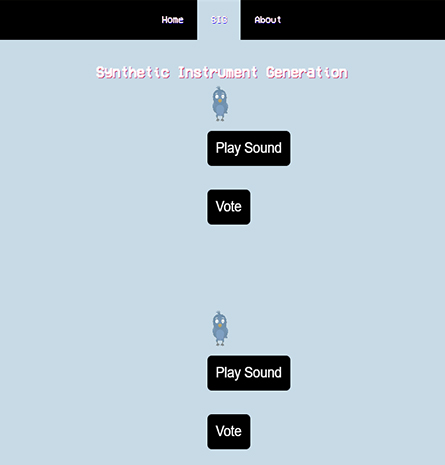 Home SIG About
Synthetic Instrument Generation
Play Sound
Vote
Play Sound
Vote